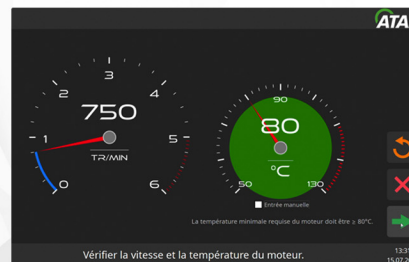 ATA
3
2
4
750
1
5
TR/MIN
0
6
90
80
°C
50
130
Entrée manuelle
La température minimale requise du moteur doit être ≥ 80°C.
Vérifier la vitesse et la température du moteur.
13:3
15.07.2